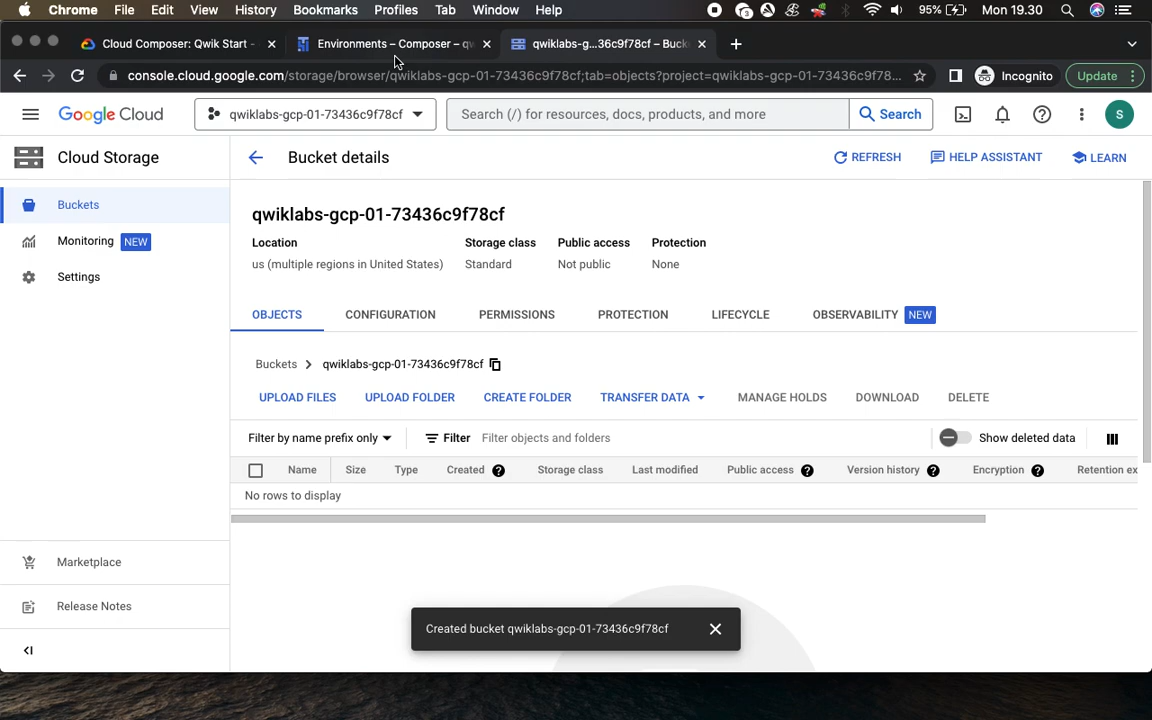 Chrome File Edit View History Bookmarks Profiles Tab Window Help 3 95% Mon 19.30
Cloud Composer: Qwik Start - Environments – Composer – qw qwiklabs-g...36c9f78cf – Buck
console.cloud.google.com/storage/browser/qwiklabs-gcp-01-73436c9f78cf;tab=objects?project=qwiklabs-gcp-01-73436c9f78... Incognito Update
Google Cloud qwiklabs-gcp-01-73436c9f78cf Search (/) for resources, docs, products, and more Search S
Cloud Storage Bucket details REFRESH HELP ASSISTANT LEARN
Buckets
Monitoring NEW
Settings
qwiklabs-gcp-01-73436c9f78cf
Location Storage class Public access Protection
us (multiple regions in United States) Standard Not public None
OBJECTS CONFIGURATION PERMISSIONS PROTECTION LIFECYCLE OBSERVABILITY NEW
Buckets > qwiklabs-gcp-01-73436c9f78cf
UPLOAD FILES UPLOAD FOLDER CREATE FOLDER TRANSFER DATA MANAGE HOLDS DOWNLOAD DELETE
Filter by name prefix only Filter Filter objects and folders Show deleted data
Name Size Type Created Storage class Last modified Public access Version history Encryption Retention ex
No rows to display
Marketplace
Release Notes
Created bucket qwiklabs-gcp-01-73436c9f78cf